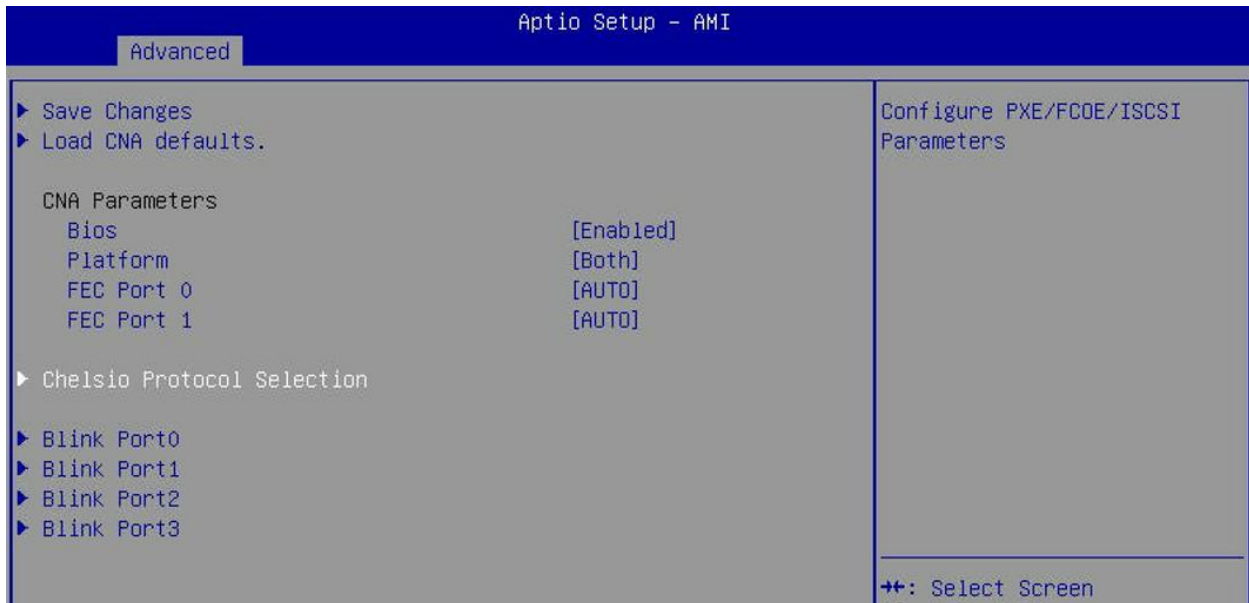 Aptio Setup - AMI
Advanced
Save Changes
Load CNA defaults.
CNA Parameters
Bios [Enabled]
Platform [Both]
FEC Port 0 [AUTO]
FEC Port 1 [AUTO]
Chelsio Protocol Selection
Blink Port0
Blink Port1
Blink Port2
Blink Port3
Configure PXE/FCOE/ISCSI
Parameters
→←: Select Screen